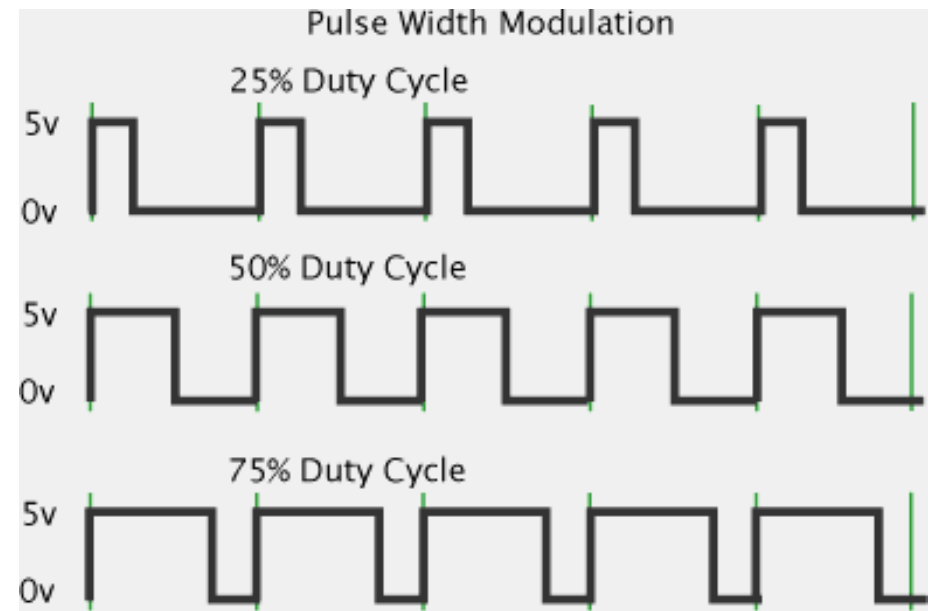 Pulse Width Modulation
25% Duty Cycle
5v
0v
50% Duty Cycle
5v
0v
75% Duty Cycle
5v
0v